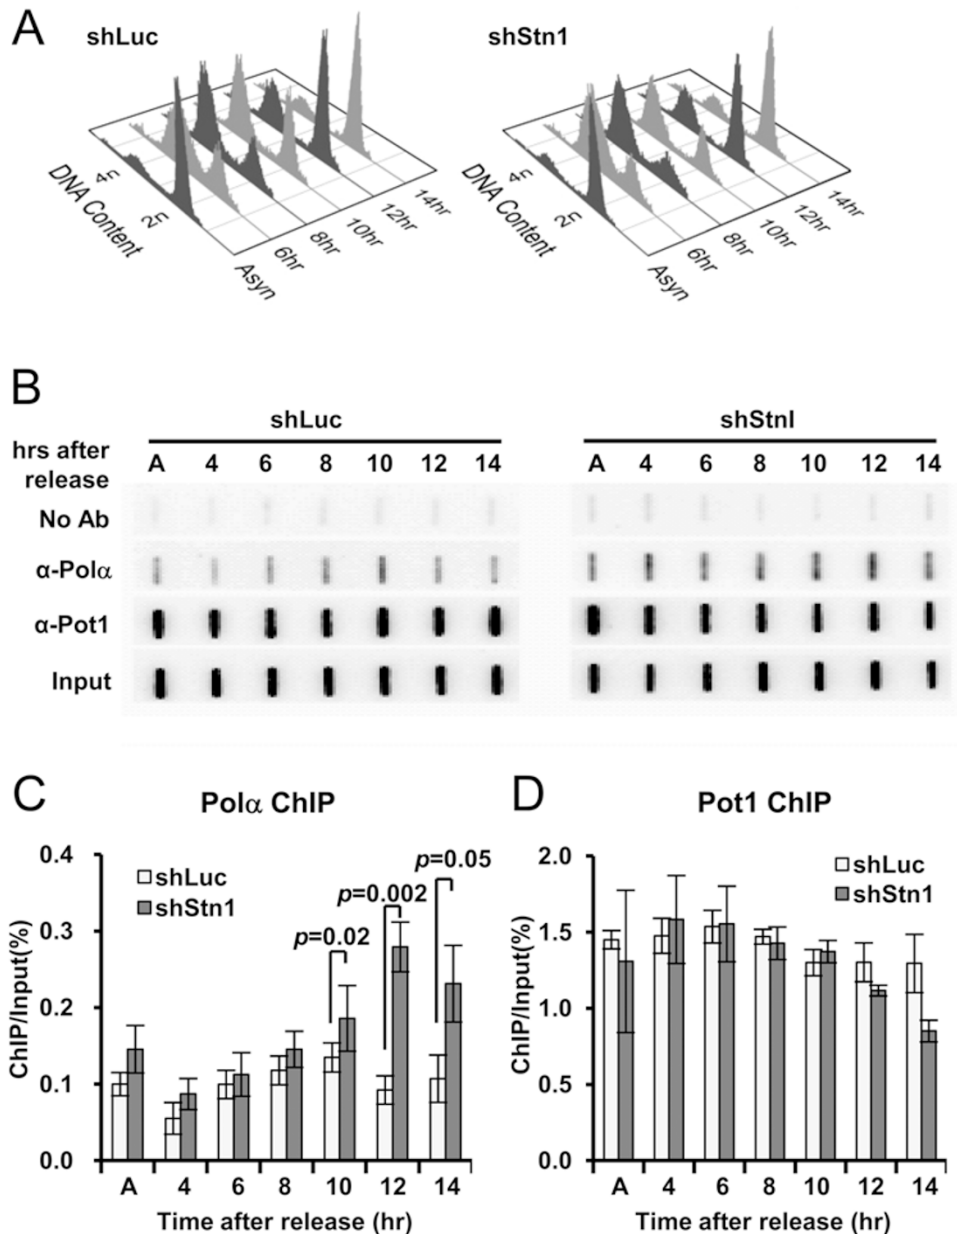 A
shLuc
shStn1
4n
2n
DNA Content
Asyn
6hr
8hr
10hr
12hr
14hr
4n
2n
DNA Content
Asyn
6hr
8hr
10hr
12hr
14hr
B
shLuc
shStnI
hrs after
release
A 4 6 8 10 12 14
A 4 6 8 10 12 14
No Ab
α-Polα
α-Pot1
Input
C
Polα ChIP
ChIP/Input(%)
0.4
0.3
0.2
0.1
0.0
shLuc
shStn1
p=0.02
p=0.002
p=0.05
A 4 6 8 10 12 14
Time after release (hr)
D
Pot1 ChIP
ChIP/Input(%)
2.0
1.5
1.0
0.5
0.0
shLuc
shStn1
A 4 6 8 10 12 14
Time after release (hr)